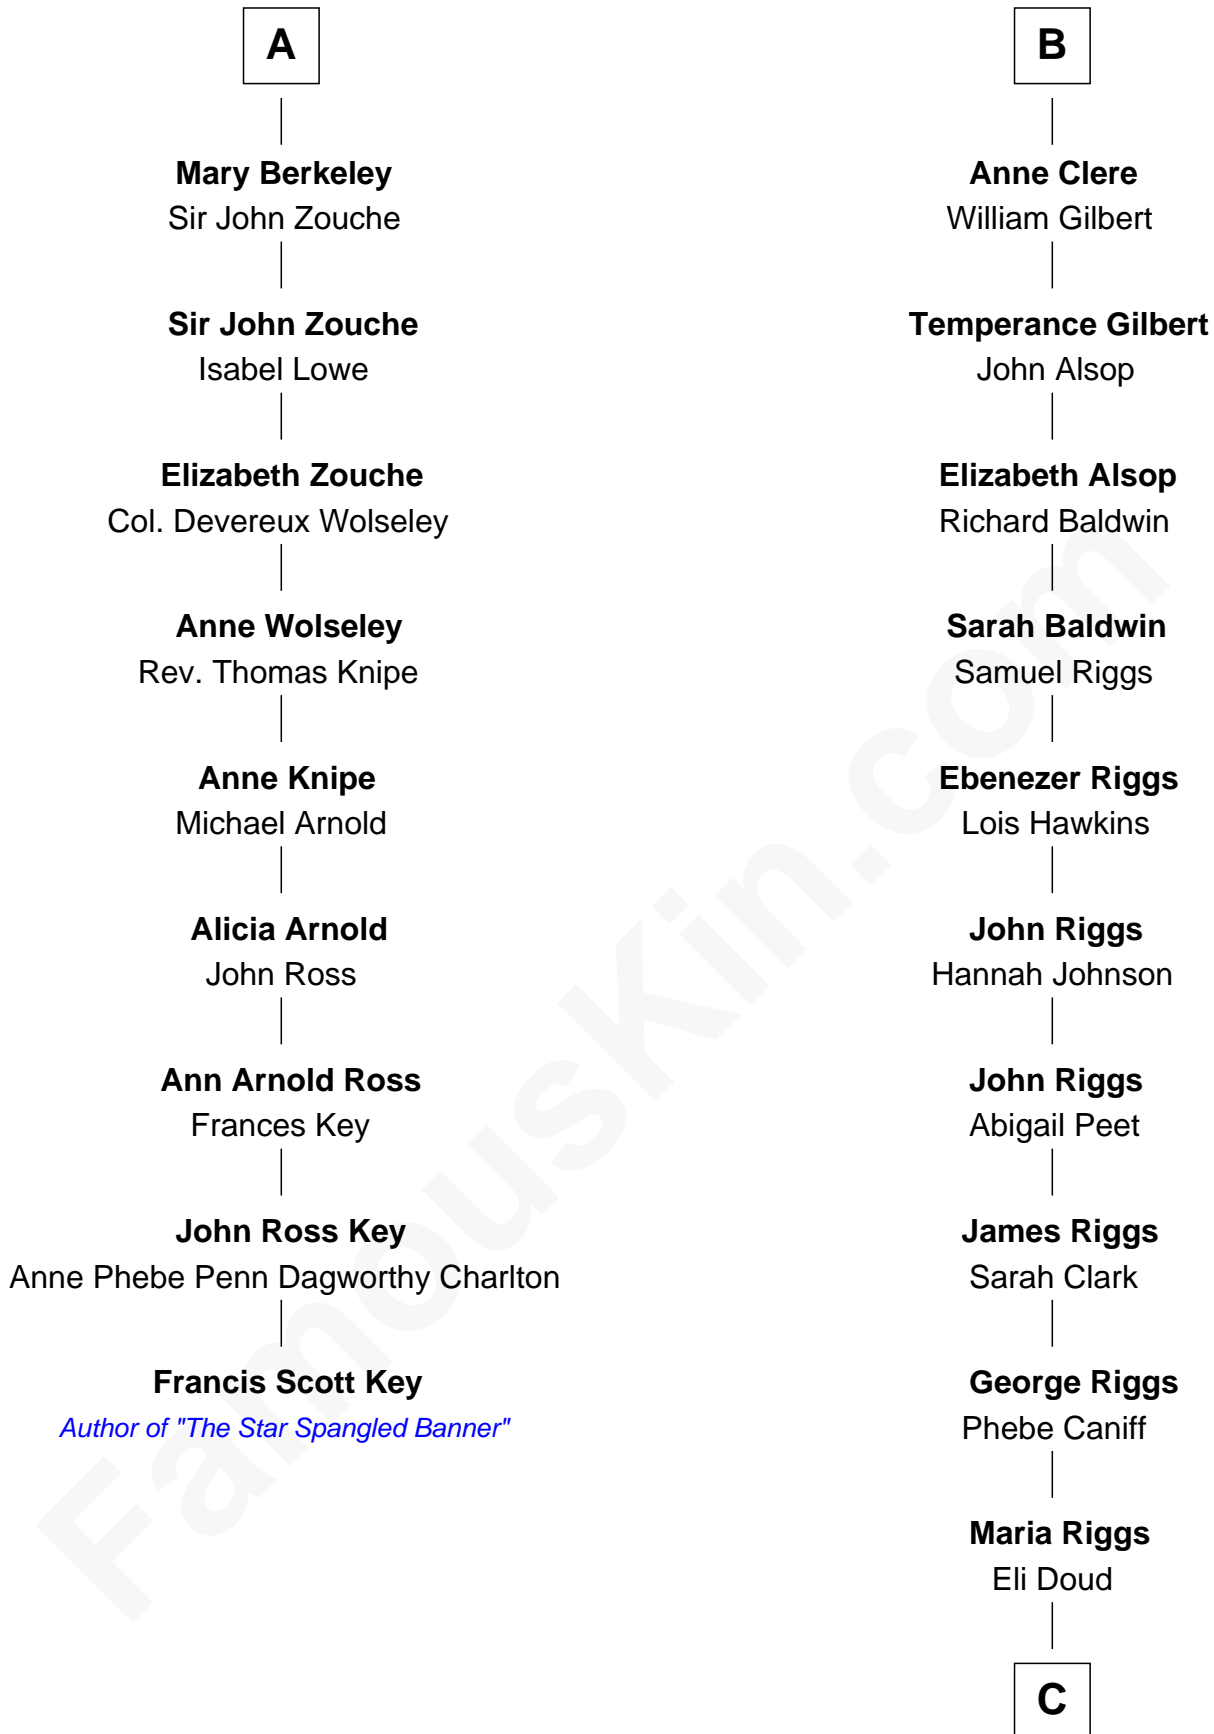 A
Mary Berkeley
Sir John Zouche
Sir John Zouche
Isabel Lowe
Elizabeth Zouche
Col. Devereux Wolseley
Anne Wolseley
Rev. Thomas Knipe
Anne Knipe
Michael Arnold
Alicia Arnold
John Ross
Ann Arnold Ross
Frances Key
John Ross Key
Anne Phebe Penn Dagworthy Charlton
Francis Scott Key
Author of "The Star Spangled Banner"
B
Anne Clere
William Gilbert
Temperance Gilbert
John Alsop
Elizabeth Alsop
Richard Baldwin
Sarah Baldwin
Samuel Riggs
Ebenezer Riggs
Lois Hawkins
John Riggs
Hannah Johnson
John Riggs
Abigail Peet
James Riggs
Sarah Clark
George Riggs
Phebe Caniff
Maria Riggs
Eli Doud
C
FamousKin.com